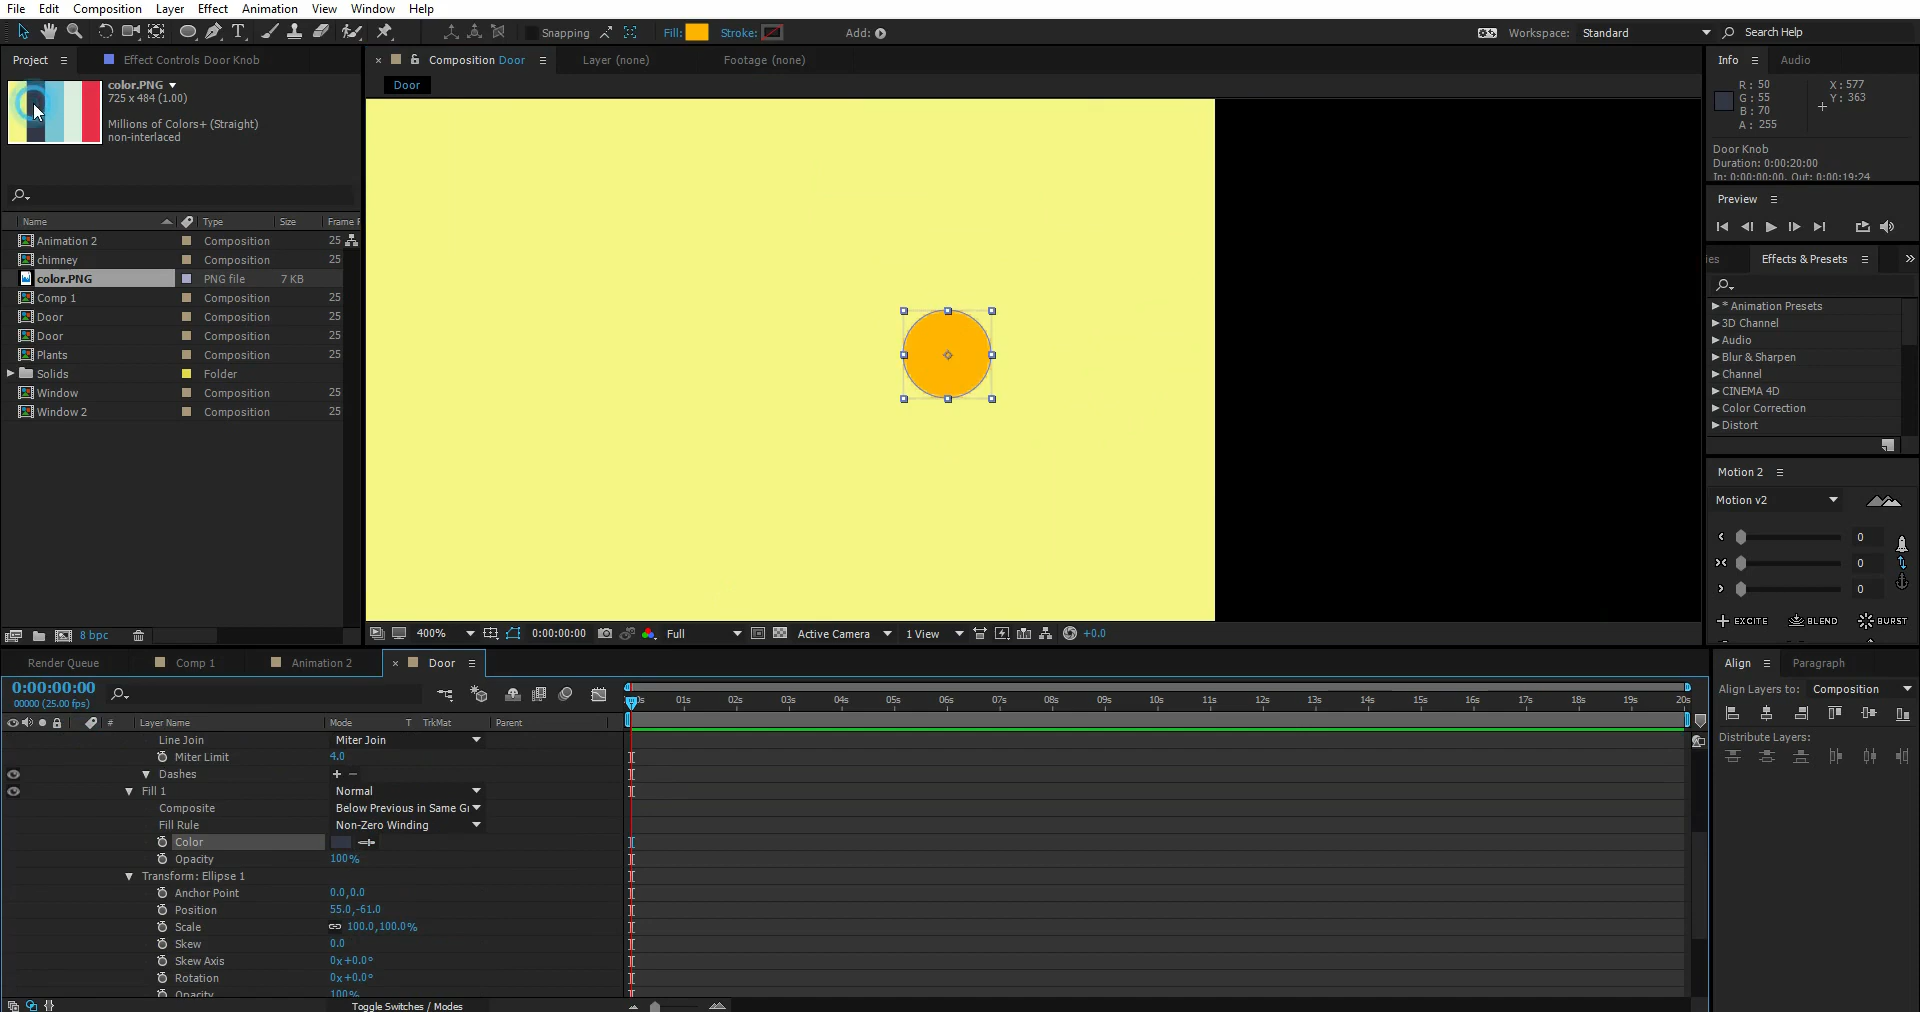 File Edit Composition Layer Effect Animation View Window Help
Snapping Fill: Stroke: Add: Workspace: Standard Search Help
Project Effect Controls Door Knob
color.PNG
725 x 484 (1.00)
Millions of Colors+ (Straight)
non-interlaced
Name Type Size Frame F
Animation 2 Composition 25
chimney Composition 25
color.PNG PNG file 7 KB
Comp 1 Composition 25
Door Composition 25
Door Composition 25
Plants Composition 25
Solids Folder
Window Composition 25
Window 2 Composition 25
8 bpc
Composition Door Layer (none) Footage (none)
Door
400% 0:00:00:00 Full Active Camera 1 View +0.0
Info Audio
R: 50 X: 577
G: 55 Y: 363
B: 70
A: 255
Door Knob
Duration: 0:00:20:00
In: 0:00:00:00, Out: 0:00:19:24
Preview
ies Effects & Presets
* Animation Presets
3D Channel
Audio
Blur & Sharpen
Channel
CINEMA 4D
Color Correction
Distort
Motion 2
Motion v2
0
0
0
EXCITE BLEND BURST
Render Queue Comp 1 Animation 2 Door
0:00:00:00
00000 (25.00 fps)
0s 01s 02s 03s 04s 05s 06s 07s 08s 09s 10s 11s 12s 13s 14s 15s 16s 17s 18s 19s 20s
# Layer Name Mode T TrkMat Parent
Line Join Miter Join
Miter Limit 4.0
Dashes + −
Fill 1 Normal
Composite Below Previous in Same Gr
Fill Rule Non-Zero Winding
Color
Opacity 100%
Transform: Ellipse 1
Anchor Point 0.0,0.0
Position 55.0,-61.0
Scale 100.0,100.0%
Skew 0.0
Skew Axis 0x+0.0°
Rotation 0x+0.0°
Opacity 100%
Toggle Switches / Modes
Align Paragraph
Align Layers to: Composition
Distribute Layers: